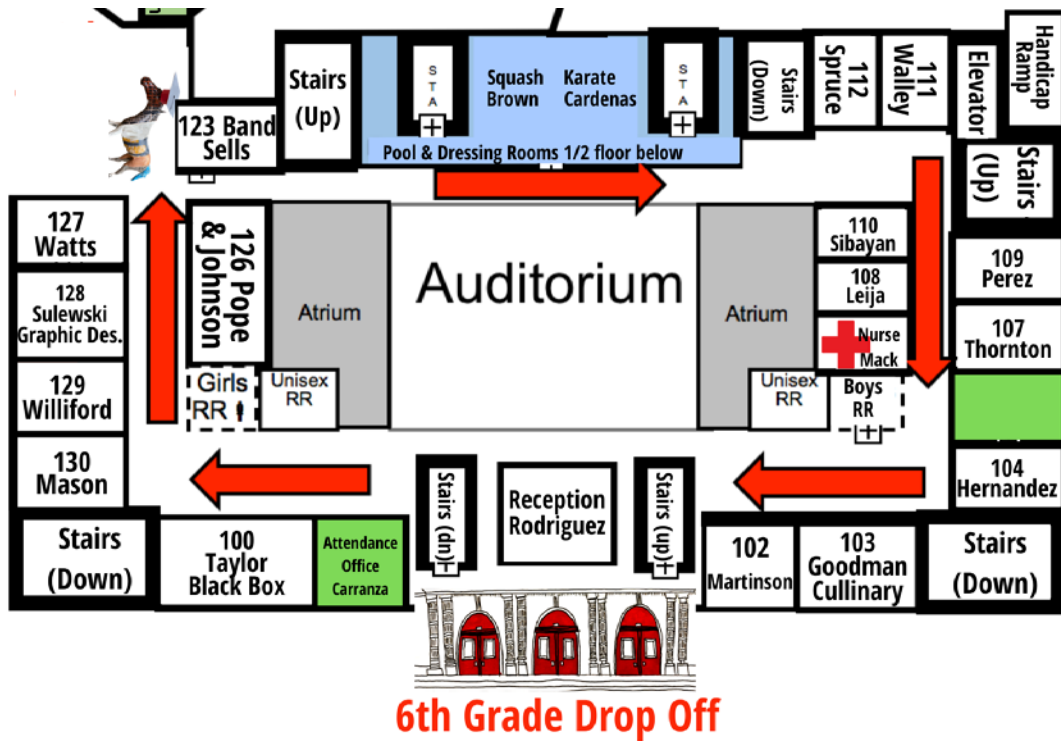 Stairs
(Up)
S
T
A
Squash
Brown
Karate
Cardenas
S
T
A
Stairs
(Down)
112
Spruce
111
Walley
Elevator
Handicap
Ramp
123 Band
Sells
Pool & Dressing Rooms 1/2 floor below
Stairs
(Up)
127
Watts
126 Pope
& Johnson
Atrium
Auditorium
Atrium
110
Sibayan
109
Perez
128
Sulewski
Graphic Des.
108
Leija
107
Thornton
Nurse
Mack
129
Williford
Girls
RR
Unisex
RR
Unisex
RR
Boys
RR
130
Mason
104
Hernandez
Stairs (dn)
Reception
Rodriguez
Stairs (up)
Stairs
(Down)
100
Taylor
Black Box
Attendance
Office
Carranza
102
Martinson
103
Goodman
Cullinary
Stairs
(Down)
6th Grade Drop Off